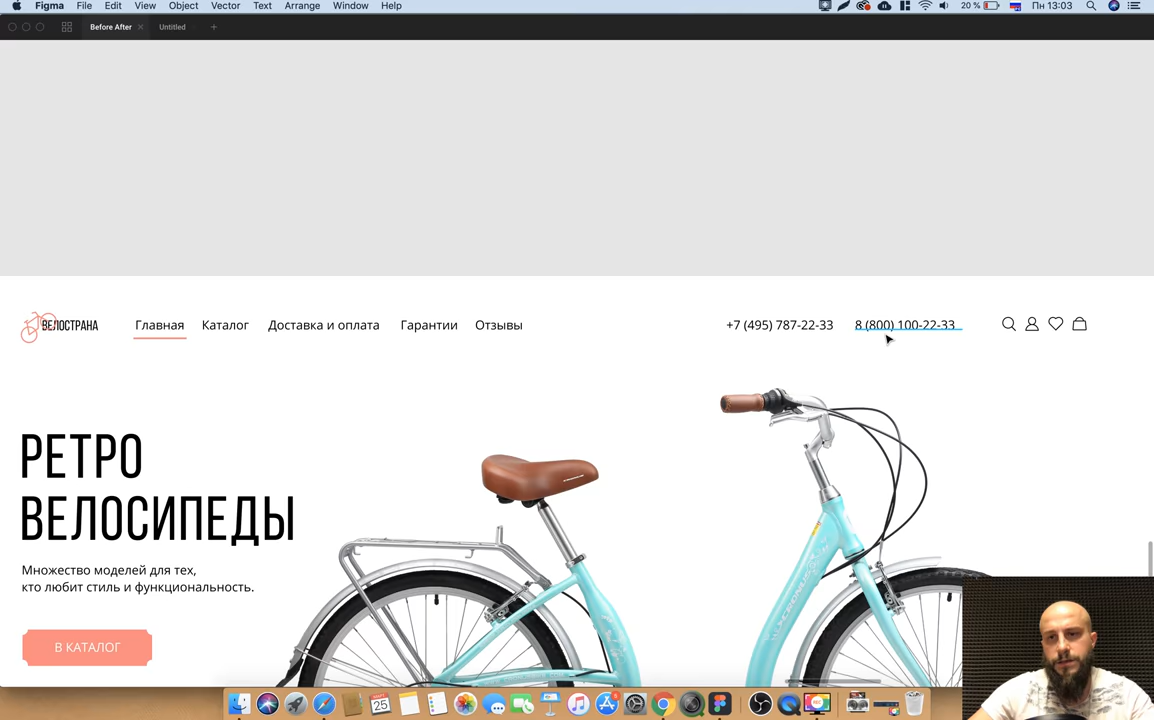 Figma File Edit View Object Vector Text Arrange Window Help 20 % Пн 13:03
Before After Untitled
ВЕЛОСТРАНА Главная Каталог Доставка и оплата Гарантии Отзывы +7 (495) 787-22-33 8 (800) 100-22-33
РЕТРО
ВЕЛОСИПЕДЫ
Множество моделей для тех,
кто любит стиль и функциональность.
В КАТАЛОГ
25